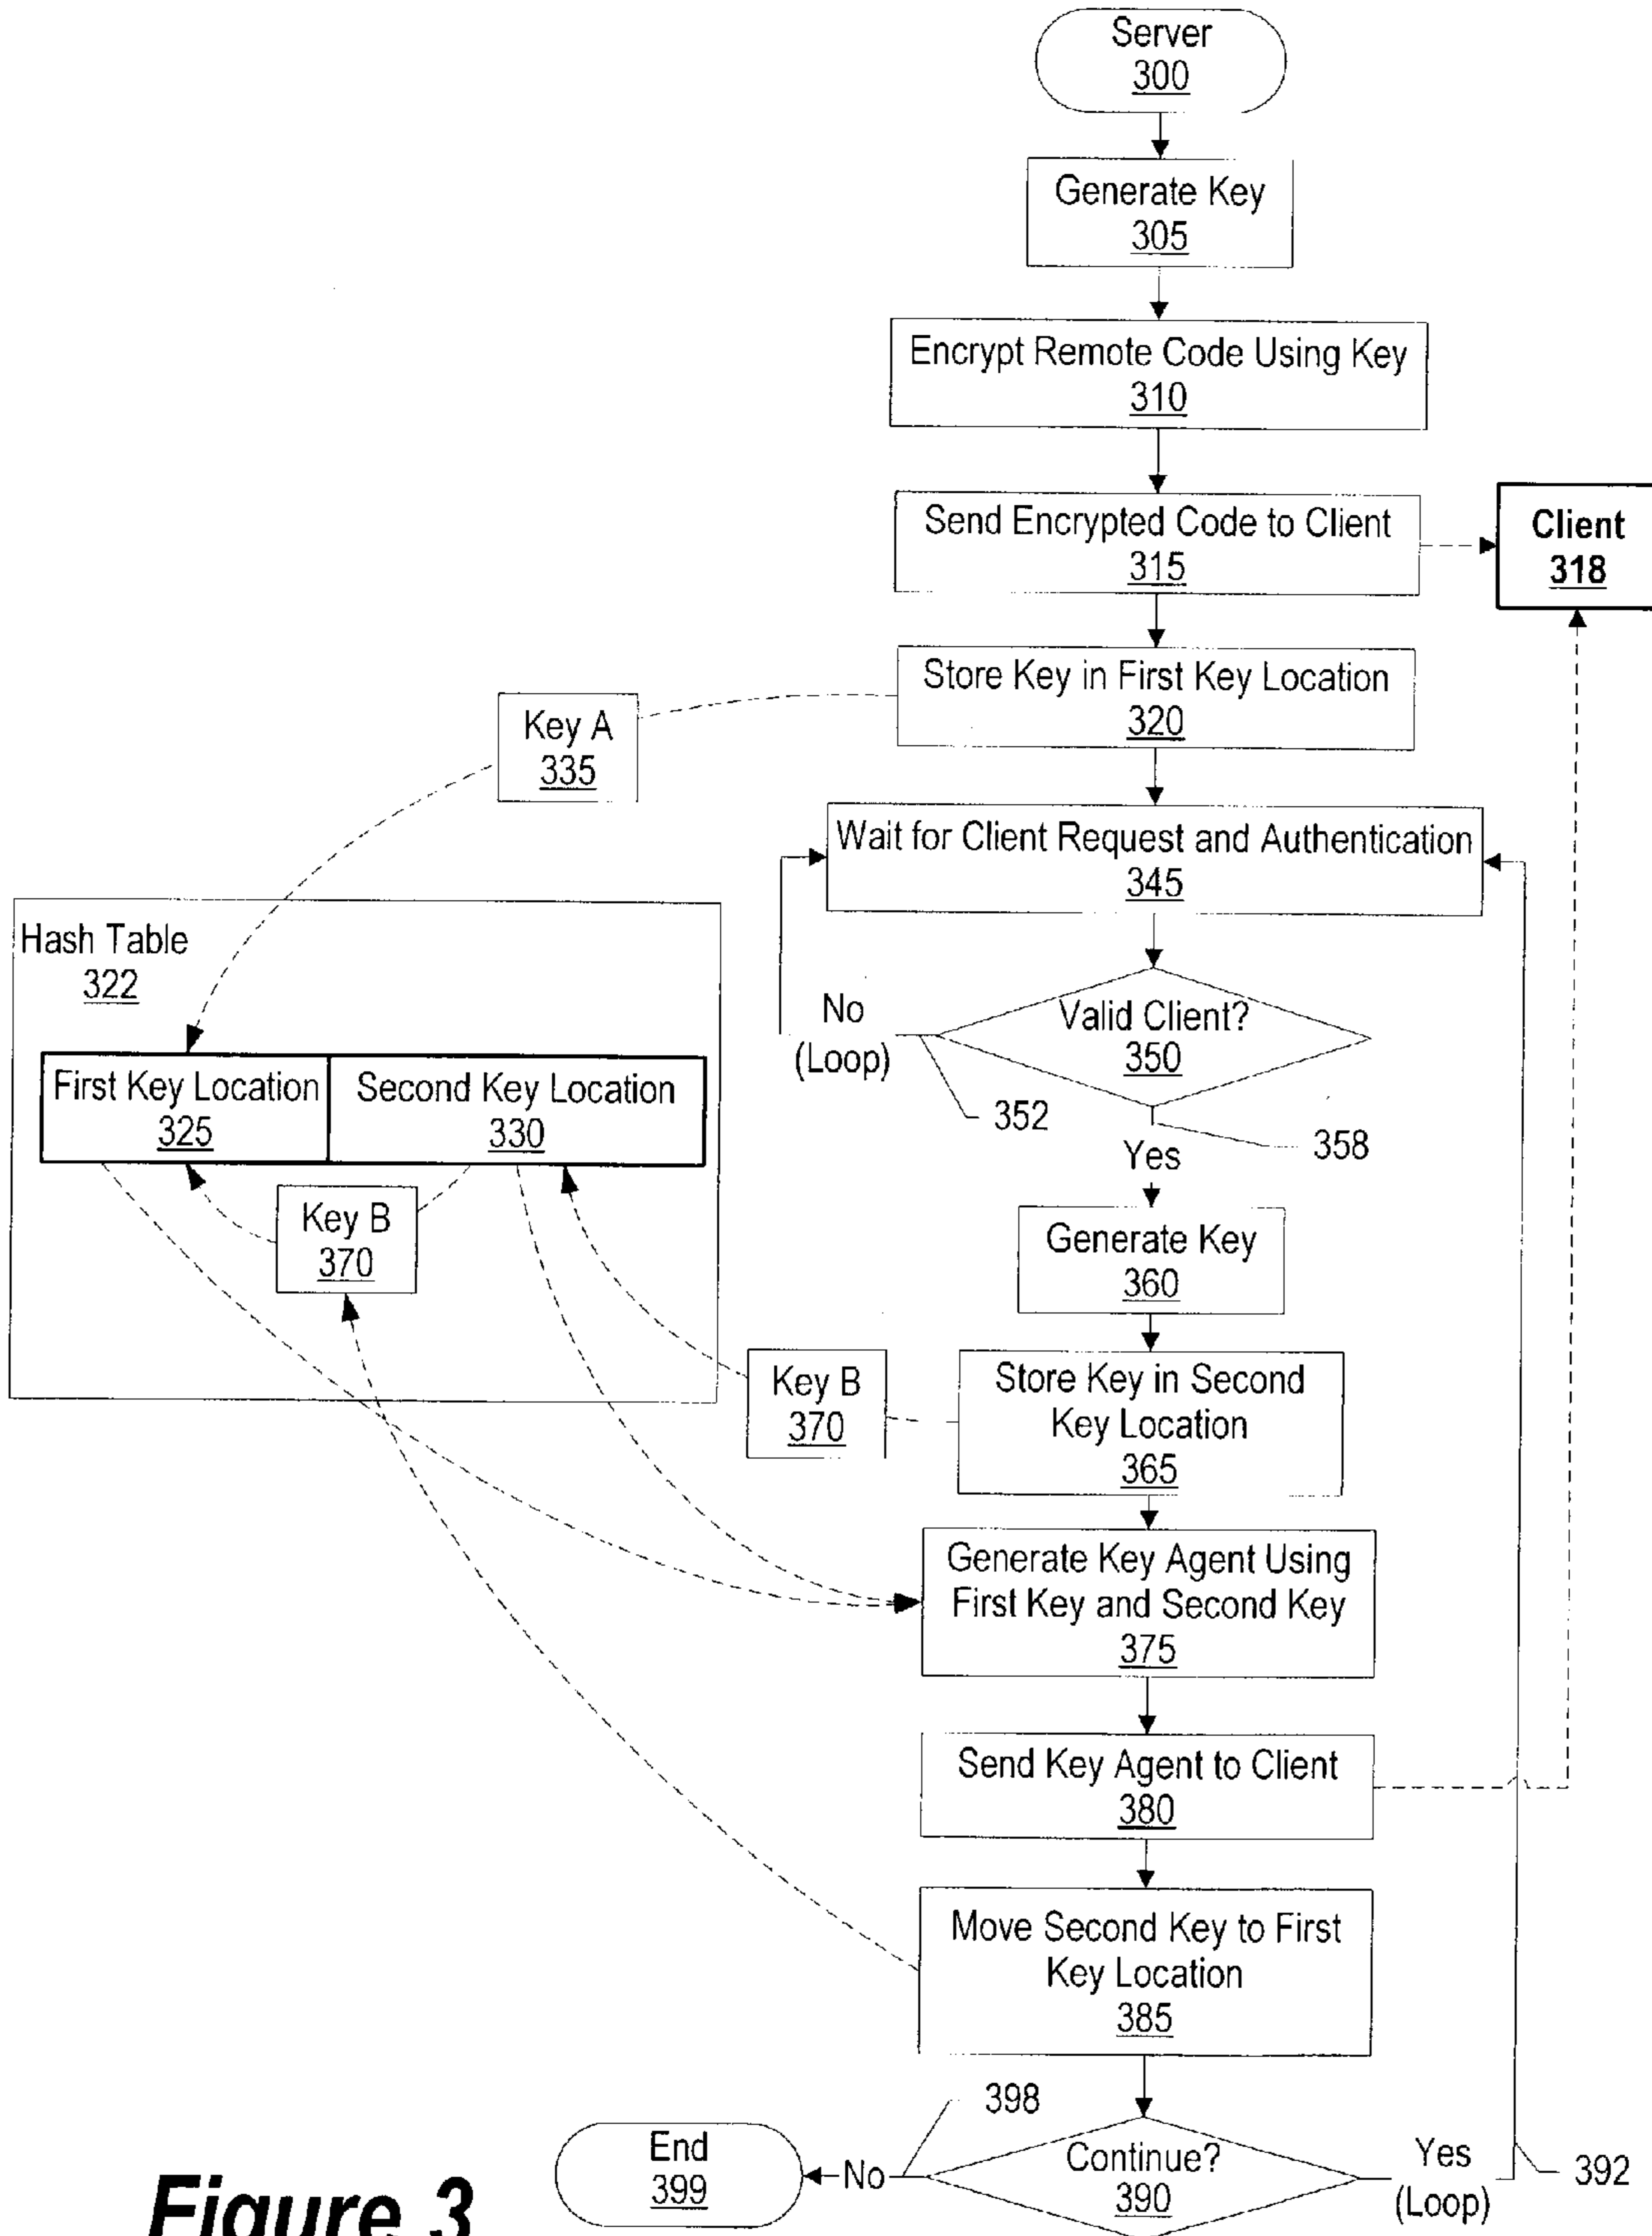 Server
300
Generate Key
305
Encrypt Remote Code Using Key
310
Send Encrypted Code to Client
315
Client
318
Store Key in First Key Location
320
Key A
335
Wait for Client Request and Authentication
345
Hash Table
322
No
(Loop)
Valid Client?
350
352
358
Yes
First Key Location
325
Second Key Location
330
Key B
370
Generate Key
360
Key B
370
Store Key in Second
Key Location
365
Generate Key Agent Using
First Key and Second Key
375
Send Key Agent to Client
380
Move Second Key to First
Key Location
385
398
End
399
No
Continue?
390
Yes
(Loop)
392
Figure 3